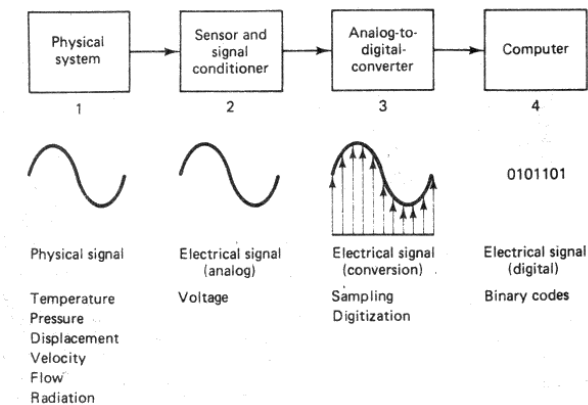 Physical
system
Sensor and
signal
conditioner
Analog-to-
digital-
converter
Computer
1
2
3
4
0101101
Physical signal
Electrical signal
(analog)
Electrical signal
(conversion)
Electrical signal
(digital)
Temperature
Pressure
Displacement
Velocity
Flow
Radiation
Voltage
Sampling
Digitization
Binary codes